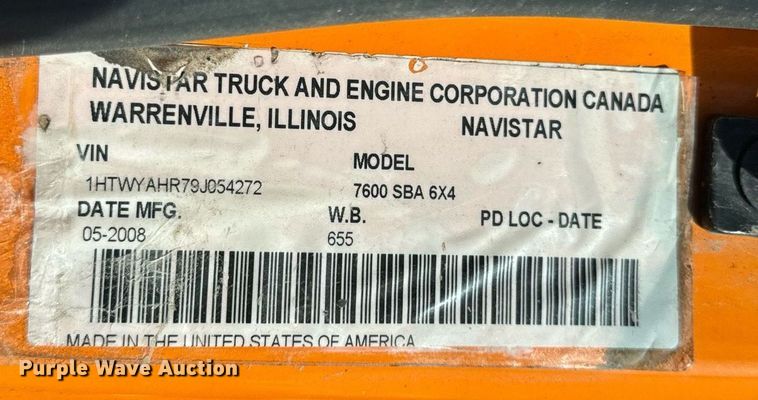 NAVISTAR TRUCK AND ENGINE CORPORATION CANADA
WARRENVILLE, ILLINOIS NAVISTAR
VIN MODEL
1HTWYAHR79J054272 7600 SBA 6X4
DATE MFG. W.B. PD LOC - DATE
05-2008 655
MADE IN THE UNITED STATES OF AMERICA
Purple Wave Auction